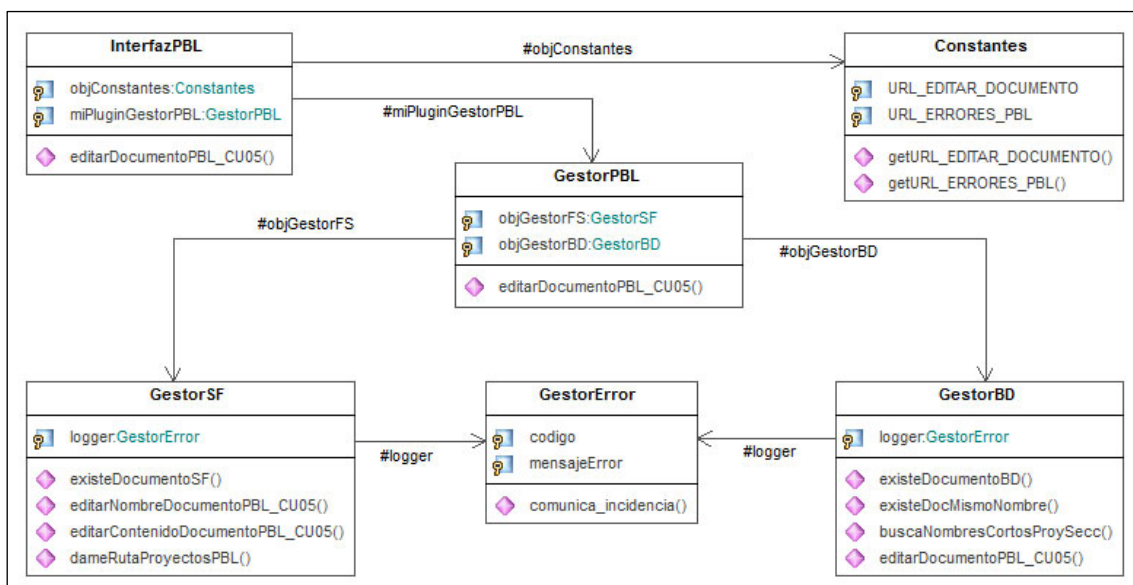 InterfazPBL
objConstantes:Constantes
miPluginGestorPBL:GestorPBL
editarDocumentoPBL_CU05()
#objConstantes
Constantes
URL_EDITAR_DOCUMENTO
URL_ERRORES_PBL
getURL_EDITAR_DOCUMENTO()
getURL_ERRORES_PBL()
#miPluginGestorPBL
GestorPBL
objGestorFS:GestorSF
objGestorBD:GestorBD
editarDocumentoPBL_CU05()
#objGestorFS
#objGestorBD
GestorSF
logger:GestorError
existeDocumentoSF()
editarNombreDocumentoPBL_CU05()
editarContenidoDocumentoPBL_CU05()
dameRutaProyectosPBL()
#logger
GestorError
codigo
mensajeError
comunica_incidencia()
#logger
GestorBD
logger:GestorError
existeDocumentoBD()
existeDocMismoNombre()
buscaNombresCortosProySecc()
editarDocumentoPBL_CU05()